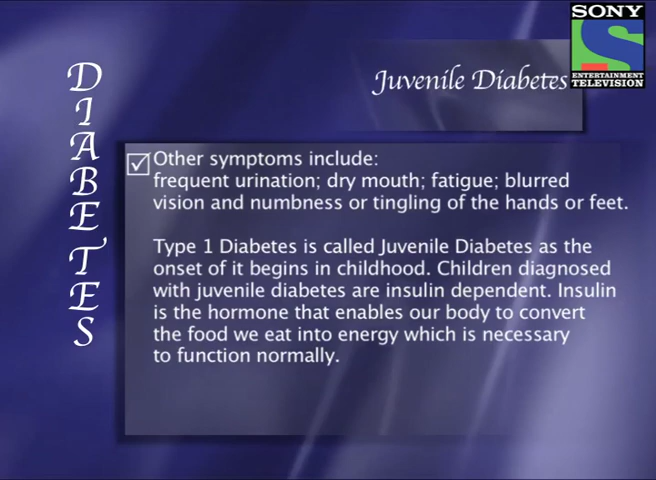 SONY
ENTERTAINMENT
TELEVISION
Juvenile Diabetes
DIABETES
Other symptoms include:
frequent urination; dry mouth; fatigue; blurred
vision and numbness or tingling of the hands or feet.
Type 1 Diabetes is called Juvenile Diabetes as the
onset of it begins in childhood. Children diagnosed
with juvenile diabetes are insulin dependent. Insulin
is the hormone that enables our body to convert
the food we eat into energy which is necessary
to function normally.